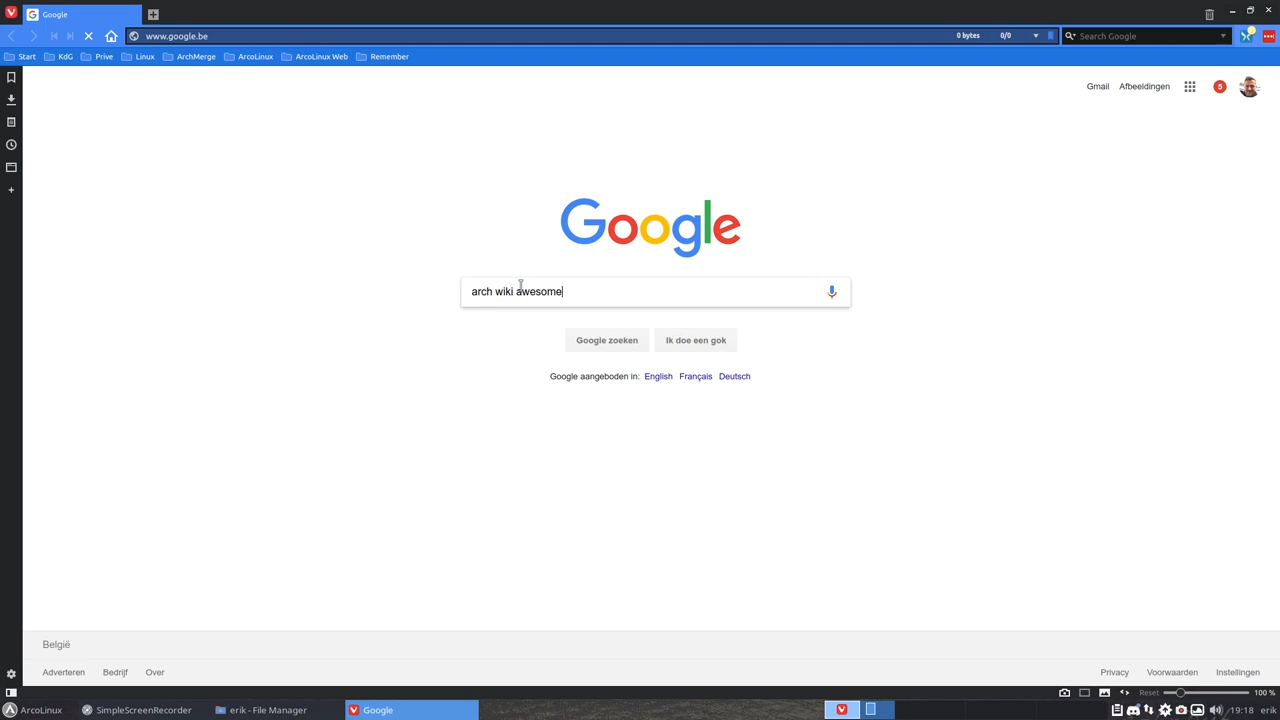 Google
www.google.be
0 bytes
0/0
Search Google
Start
KdG
Prive
Linux
ArchMerge
ArcoLinux
ArcoLinux Web
Remember
Gmail
Afbeeldingen
5
Google
arch wiki awesome
Google zoeken
Ik doe een gok
Google aangeboden in: English Français Deutsch
België
Adverteren
Bedrijf
Over
Privacy
Voorwaarden
Instellingen
Reset
100 %
ArcoLinux
SimpleScreenRecorder
erik - File Manager
Google
19:18
erik